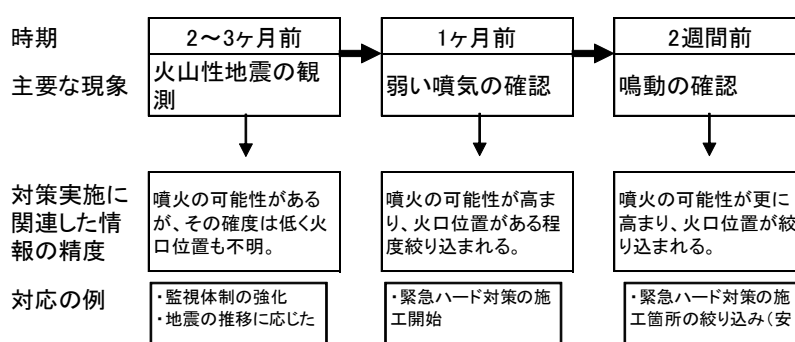 時期
2～3ヶ月前
1ヶ月前
2週間前
主要な現象
火山性地震の観
測
弱い噴気の確認
鳴動の確認
対策実施に
関連した情
報の精度
噴火の可能性がある
が、その確度は低く火
口位置も不明。
噴火の可能性が高ま
り、火口位置がある程
度絞り込まれる。
噴火の可能性が更に
高まり、火口位置が絞
り込まれる。
対応の例
・監視体制の強化
・地震の推移に応じた
・緊急ハード対策の施
工開始
・緊急ハード対策の施
工箇所の絞り込み（安